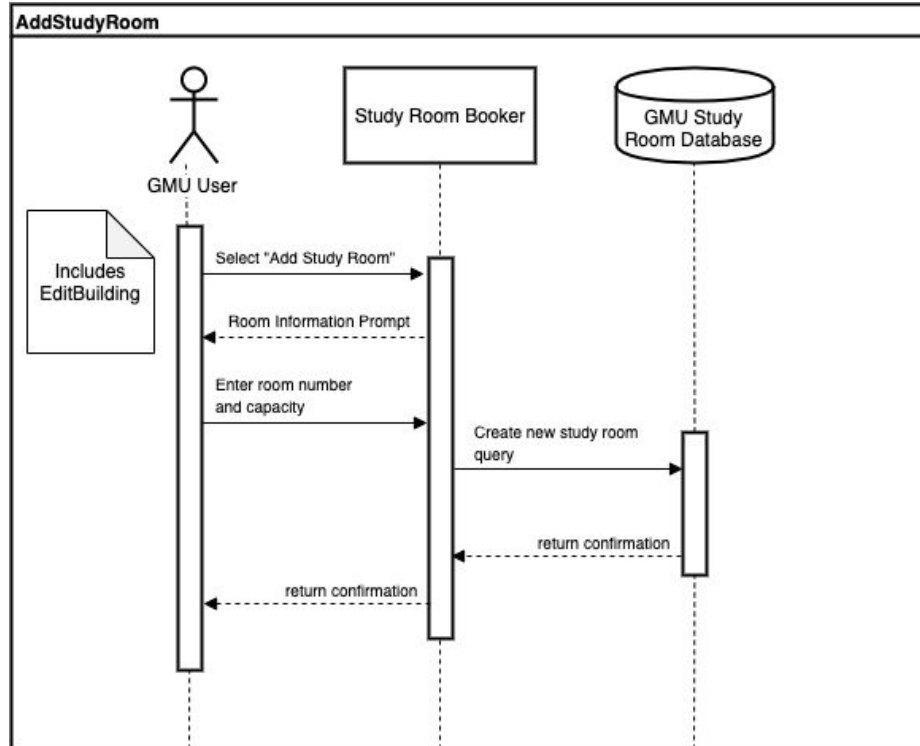 AddStudyRoom
GMU User
Study Room Booker
GMU Study
Room Database
Includes
EditBuilding
Select "Add Study Room"
Room Information Prompt
Enter room number
and capacity
Create new study room
query
return confirmation
return confirmation